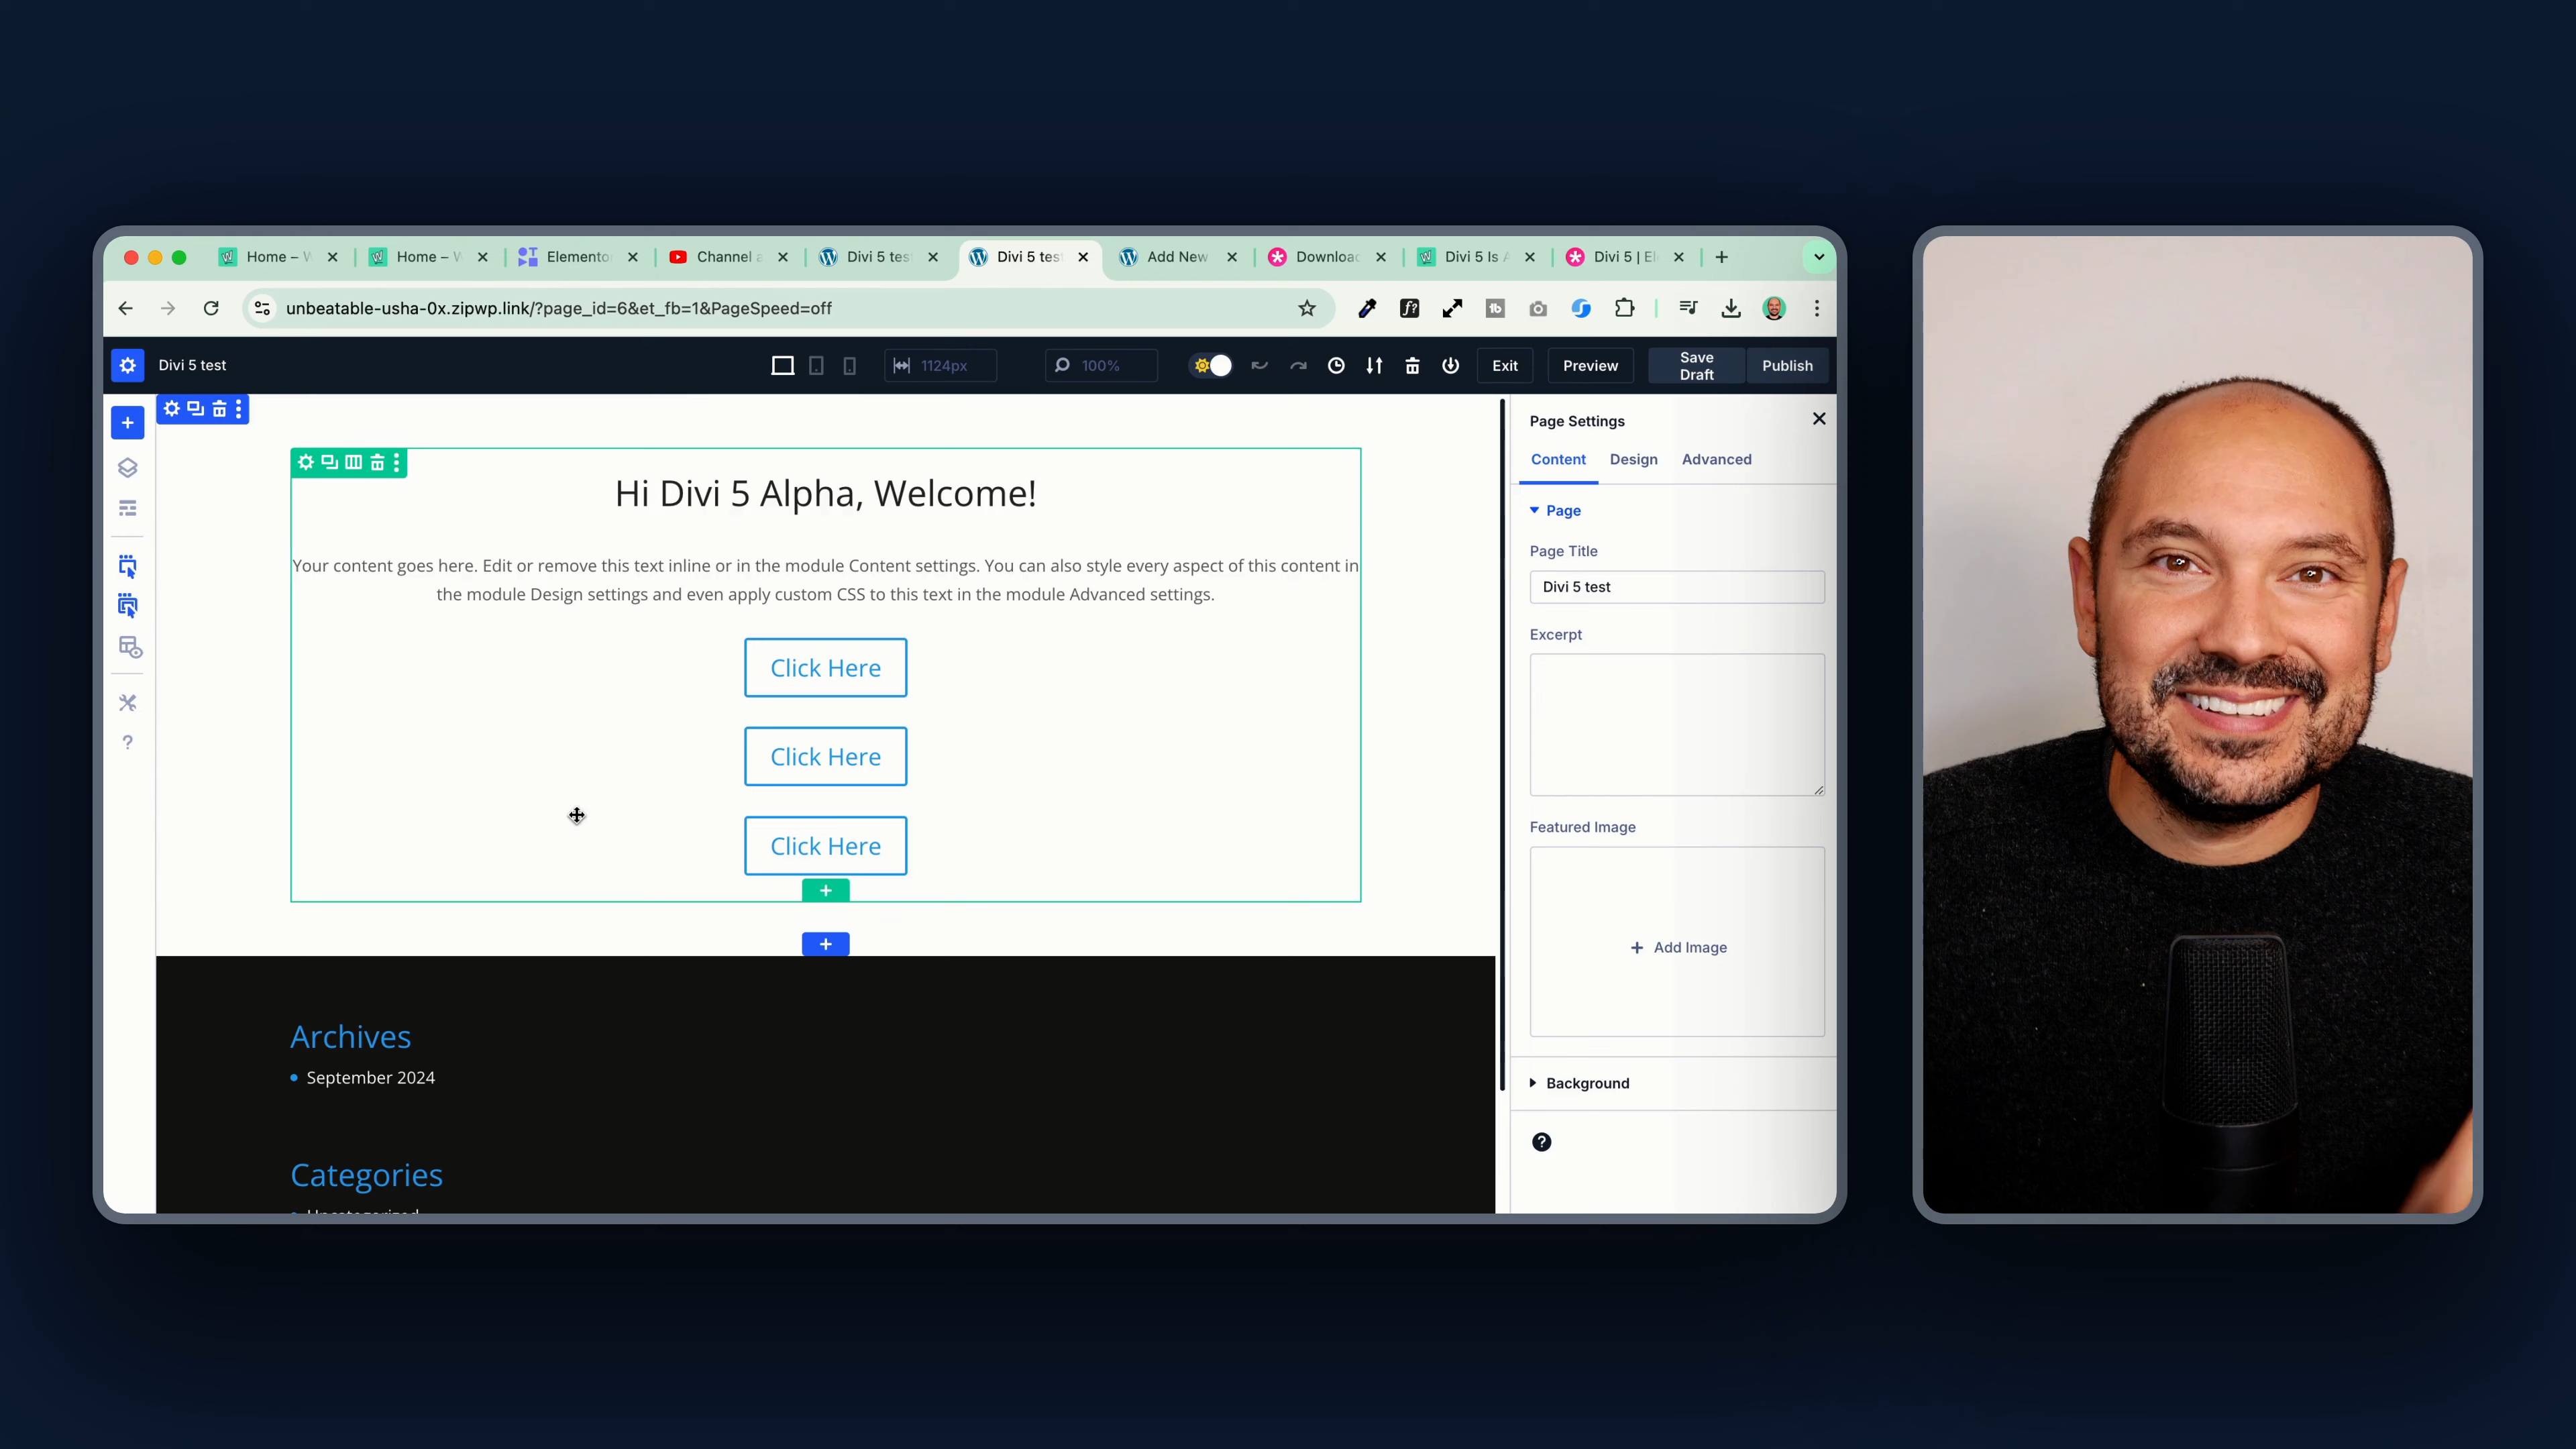 Home – W
Home – W
Elemento
Channel a
Divi 5 test
Divi 5 test
Add New
Download
Divi 5 Is A
Divi 5 | El
unbeatable-usha-0x.zipwp.link/?page_id=6&et_fb=1&PageSpeed=off
Divi 5 test
1124px
100%
Exit
Preview
Save
Draft
Publish
Hi Divi 5 Alpha, Welcome!
Your content goes here. Edit or remove this text inline or in the module Content settings. You can also style every aspect of this content in
the module Design settings and even apply custom CSS to this text in the module Advanced settings.
Click Here
Click Here
Click Here
Archives
September 2024
Categories
Uncategorized
Page Settings
Content
Design
Advanced
Page
Page Title
Divi 5 test
Excerpt
Featured Image
+ Add Image
Background